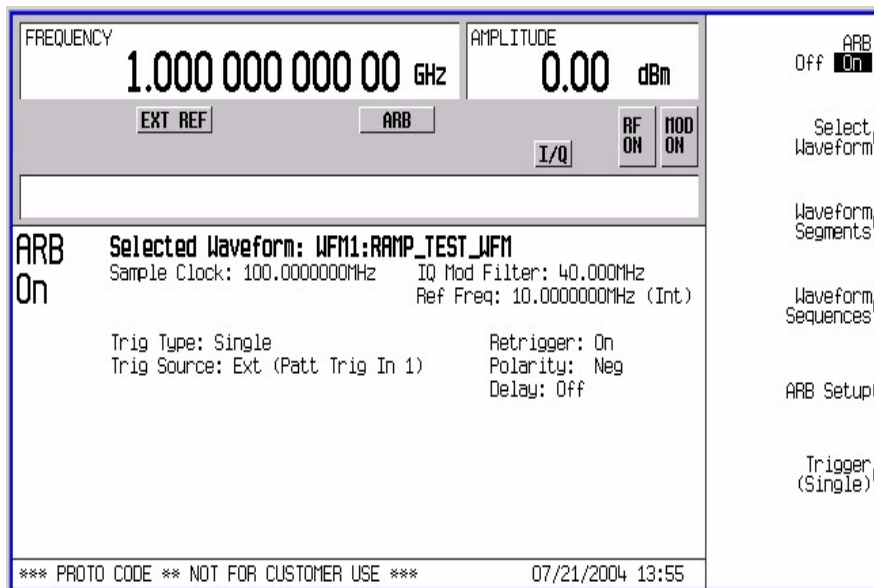 FREQUENCY
1.000 000 000 00 GHz
AMPLITUDE
0.00 dBm
EXT REF
ARB
I/Q
RF ON
MOD ON
ARB
On
Selected Waveform: WFM1:RAMP_TEST_WFM
Sample Clock: 100.0000000MHz IQ Mod Filter: 40.000MHz
Ref Freq: 10.0000000MHz (Int)
Trig Type: Single Retrigger: On
Trig Source: Ext (Patt Trig In 1) Polarity: Neg
Delay: Off
*** PROTO CODE ** NOT FOR CUSTOMER USE *** 07/21/2004 13:55
ARB
Off On
Select
Waveform
Waveform
Segments
Waveform
Sequences
ARB Setup
Trigger
(Single)